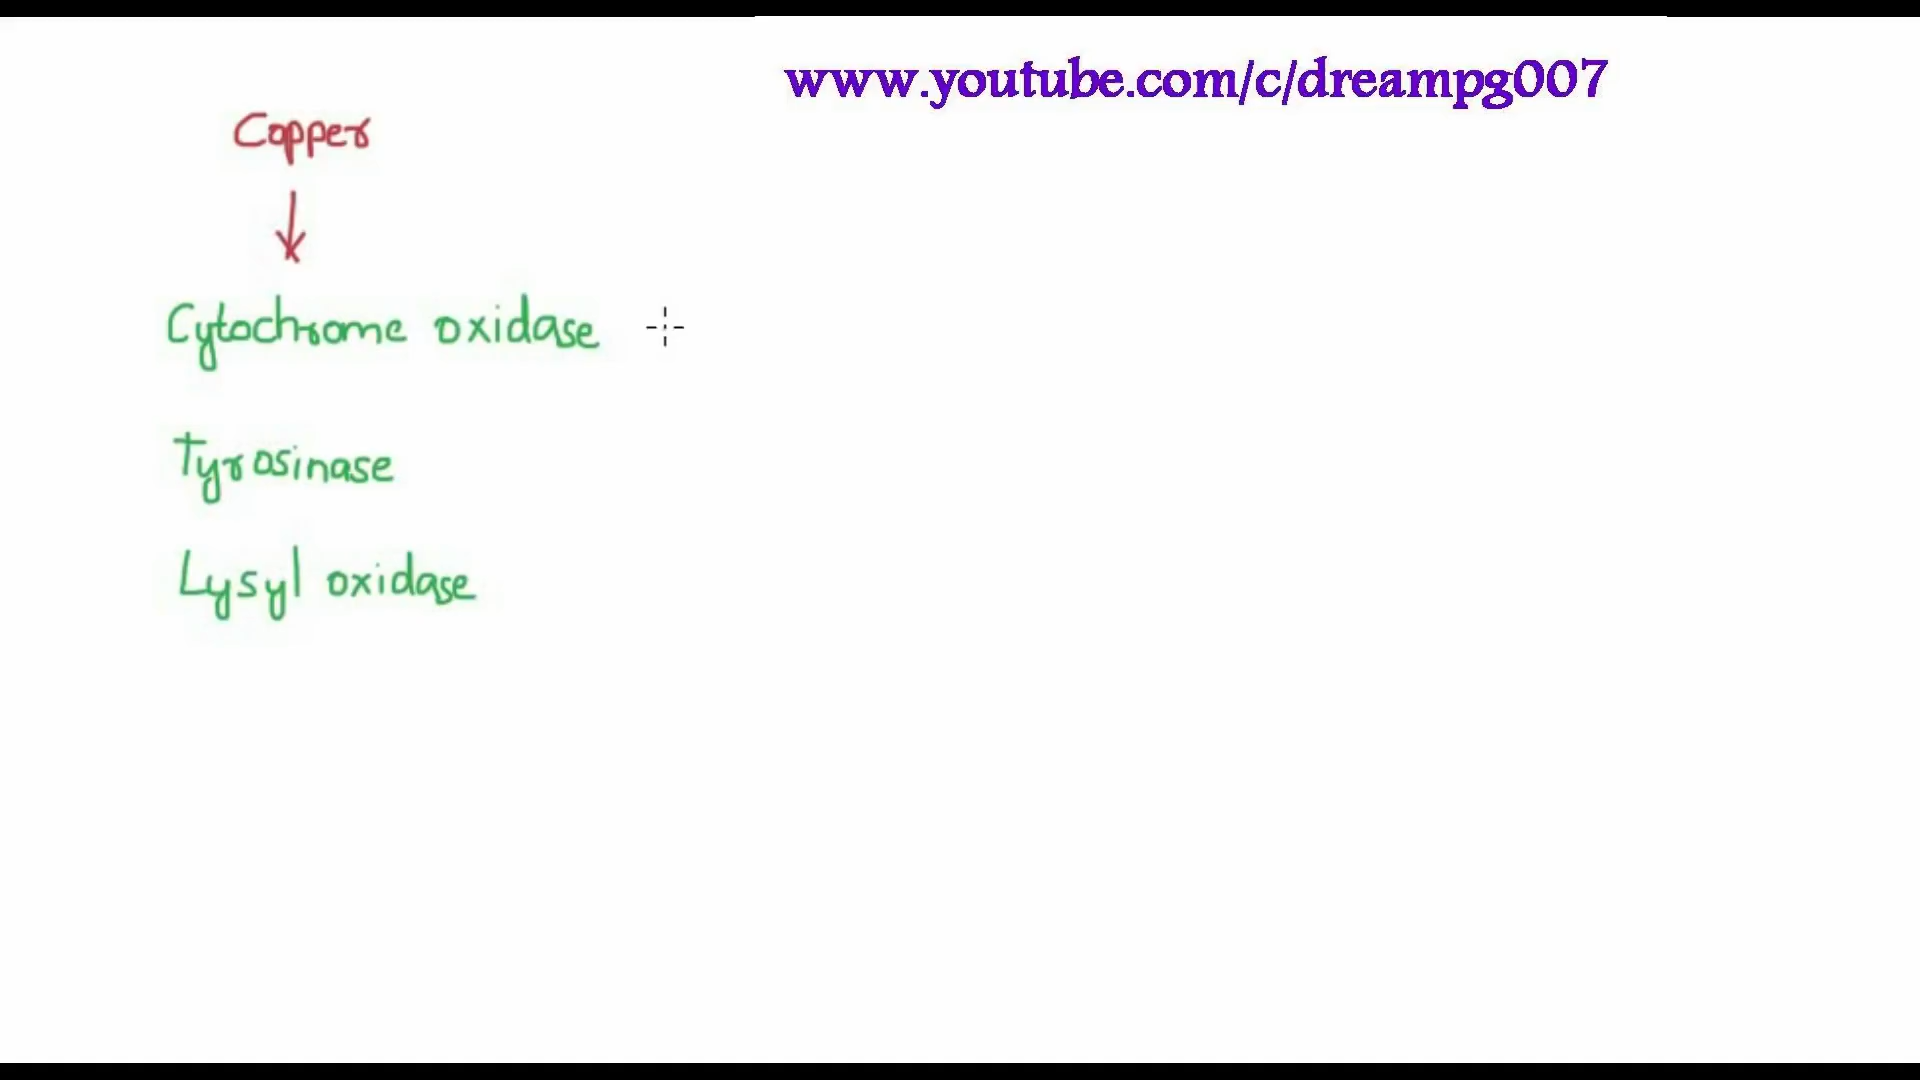 www.youtube.com/c/dreampg007
Copper
Cytochrome oxidase
Tyrosinase
Lysyl oxidase